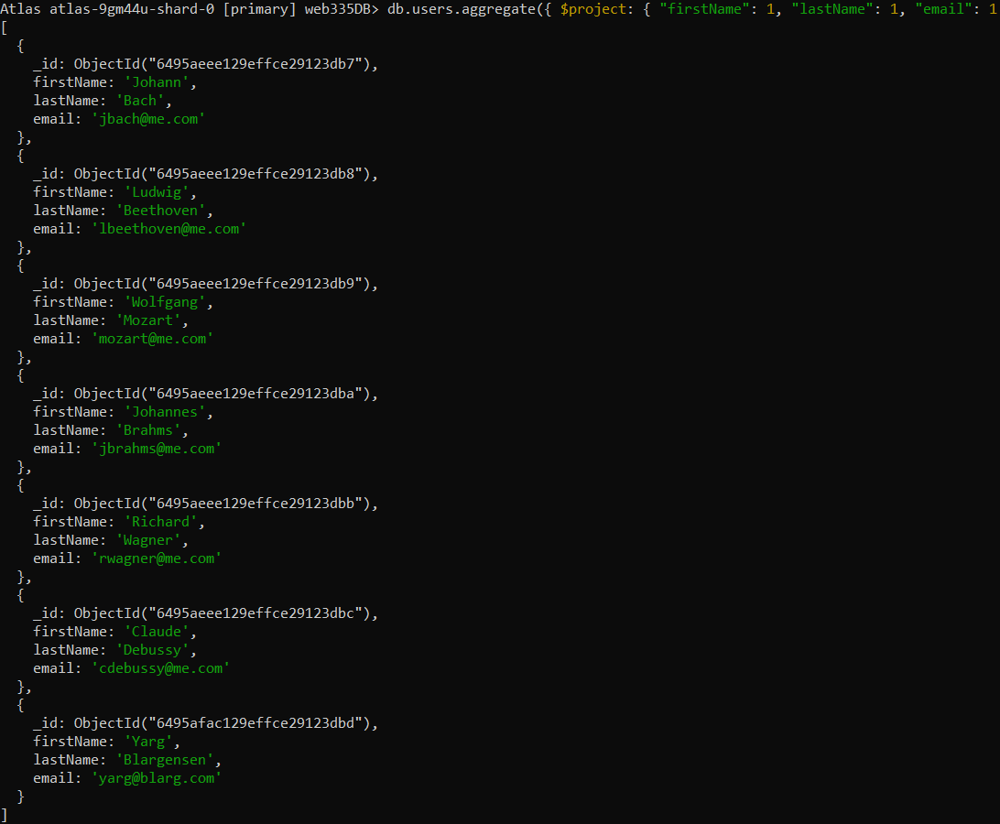 Atlas atlas-9gm44u-shard-0 [primary] web335DB> db.users.aggregate({ $project: { "firstName": 1, "lastName": 1, "email": 1
[
  {
    _id: ObjectId("6495aeee129effce29123db7"),
    firstName: 'Johann',
    lastName: 'Bach',
    email: 'jbach@me.com'
  },
  {
    _id: ObjectId("6495aeee129effce29123db8"),
    firstName: 'Ludwig',
    lastName: 'Beethoven',
    email: 'lbeethoven@me.com'
  },
  {
    _id: ObjectId("6495aeee129effce29123db9"),
    firstName: 'Wolfgang',
    lastName: 'Mozart',
    email: 'mozart@me.com'
  },
  {
    _id: ObjectId("6495aeee129effce29123dba"),
    firstName: 'Johannes',
    lastName: 'Brahms',
    email: 'jbrahms@me.com'
  },
  {
    _id: ObjectId("6495aeee129effce29123dbb"),
    firstName: 'Richard',
    lastName: 'Wagner',
    email: 'rwagner@me.com'
  },
  {
    _id: ObjectId("6495aeee129effce29123dbc"),
    firstName: 'Claude',
    lastName: 'Debussy',
    email: 'cdebussy@me.com'
  },
  {
    _id: ObjectId("6495afac129effce29123dbd"),
    firstName: 'Yarg',
    lastName: 'Blargensen',
    email: 'yarg@blarg.com'
  }
]